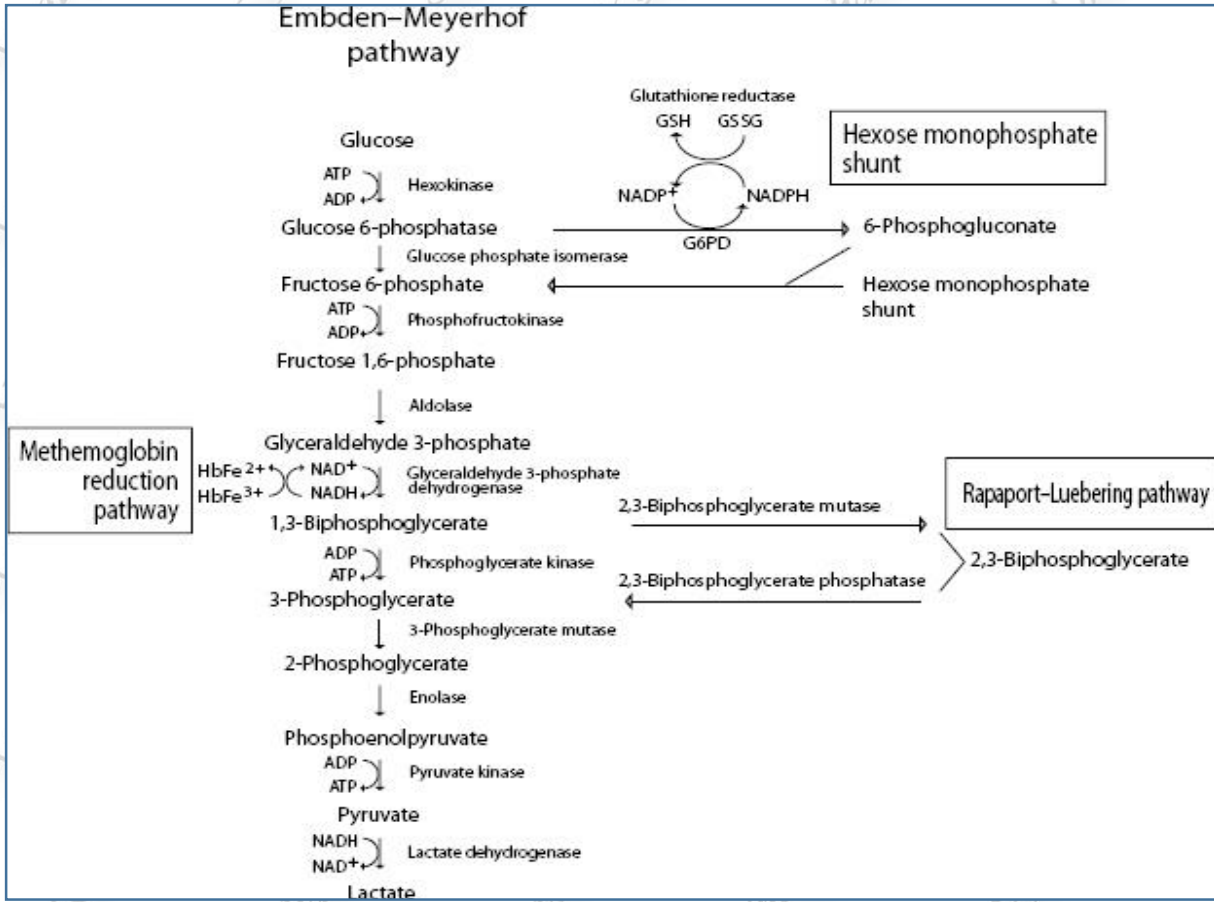 Embden–Meyerhof
pathway
Glutathione reductase
GSH GSSG
Hexose monophosphate
shunt
Glucose
ATP
ADP
Hexokinase
NADP+
NADPH
Glucose 6-phosphatase
G6PD
6-Phosphogluconate
Glucose phosphate isomerase
Fructose 6-phosphate
Hexose monophosphate
shunt
ATP
ADP
Phosphofructokinase
Fructose 1,6-phosphate
Aldolase
Methemoglobin
reduction
pathway
Glyceraldehyde 3-phosphate
HbFe2+
HbFe3+
NAD+
NADH
Glyceraldehyde 3-phosphate
dehydrogenase
Rapaport–Luebering pathway
1,3-Biphosphoglycerate
2,3-Biphosphoglycerate mutase
ADP
ATP
Phosphoglycerate kinase
2,3-Biphosphoglycerate
2,3-Biphosphoglycerate phosphatase
3-Phosphoglycerate
3-Phosphoglycerate mutase
2-Phosphoglycerate
Enolase
Phosphoenolpyruvate
ADP
ATP
Pyruvate kinase
Pyruvate
NADH
NAD+
Lactate dehydrogenase
Lactate